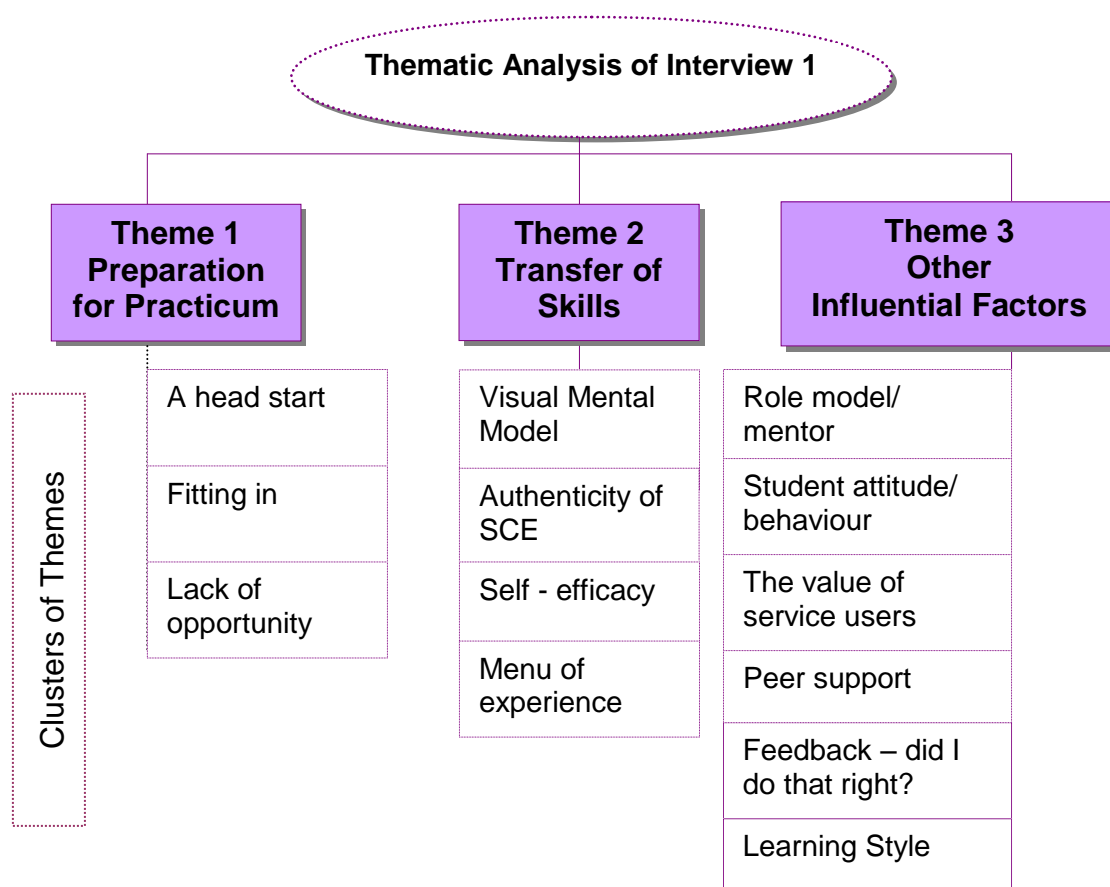 Thematic Analysis of Interview 1
Theme 1
Preparation
for Practicum
Theme 2
Transfer of
Skills
Theme 3
Other
Influential Factors
Clusters of Themes
A head start
Fitting in
Lack of
opportunity
Visual Mental
Model
Authenticity of
SCE
Self - efficacy
Menu of
experience
Role model/
mentor
Student attitude/
behaviour
The value of
service users
Peer support
Feedback – did I
do that right?
Learning Style